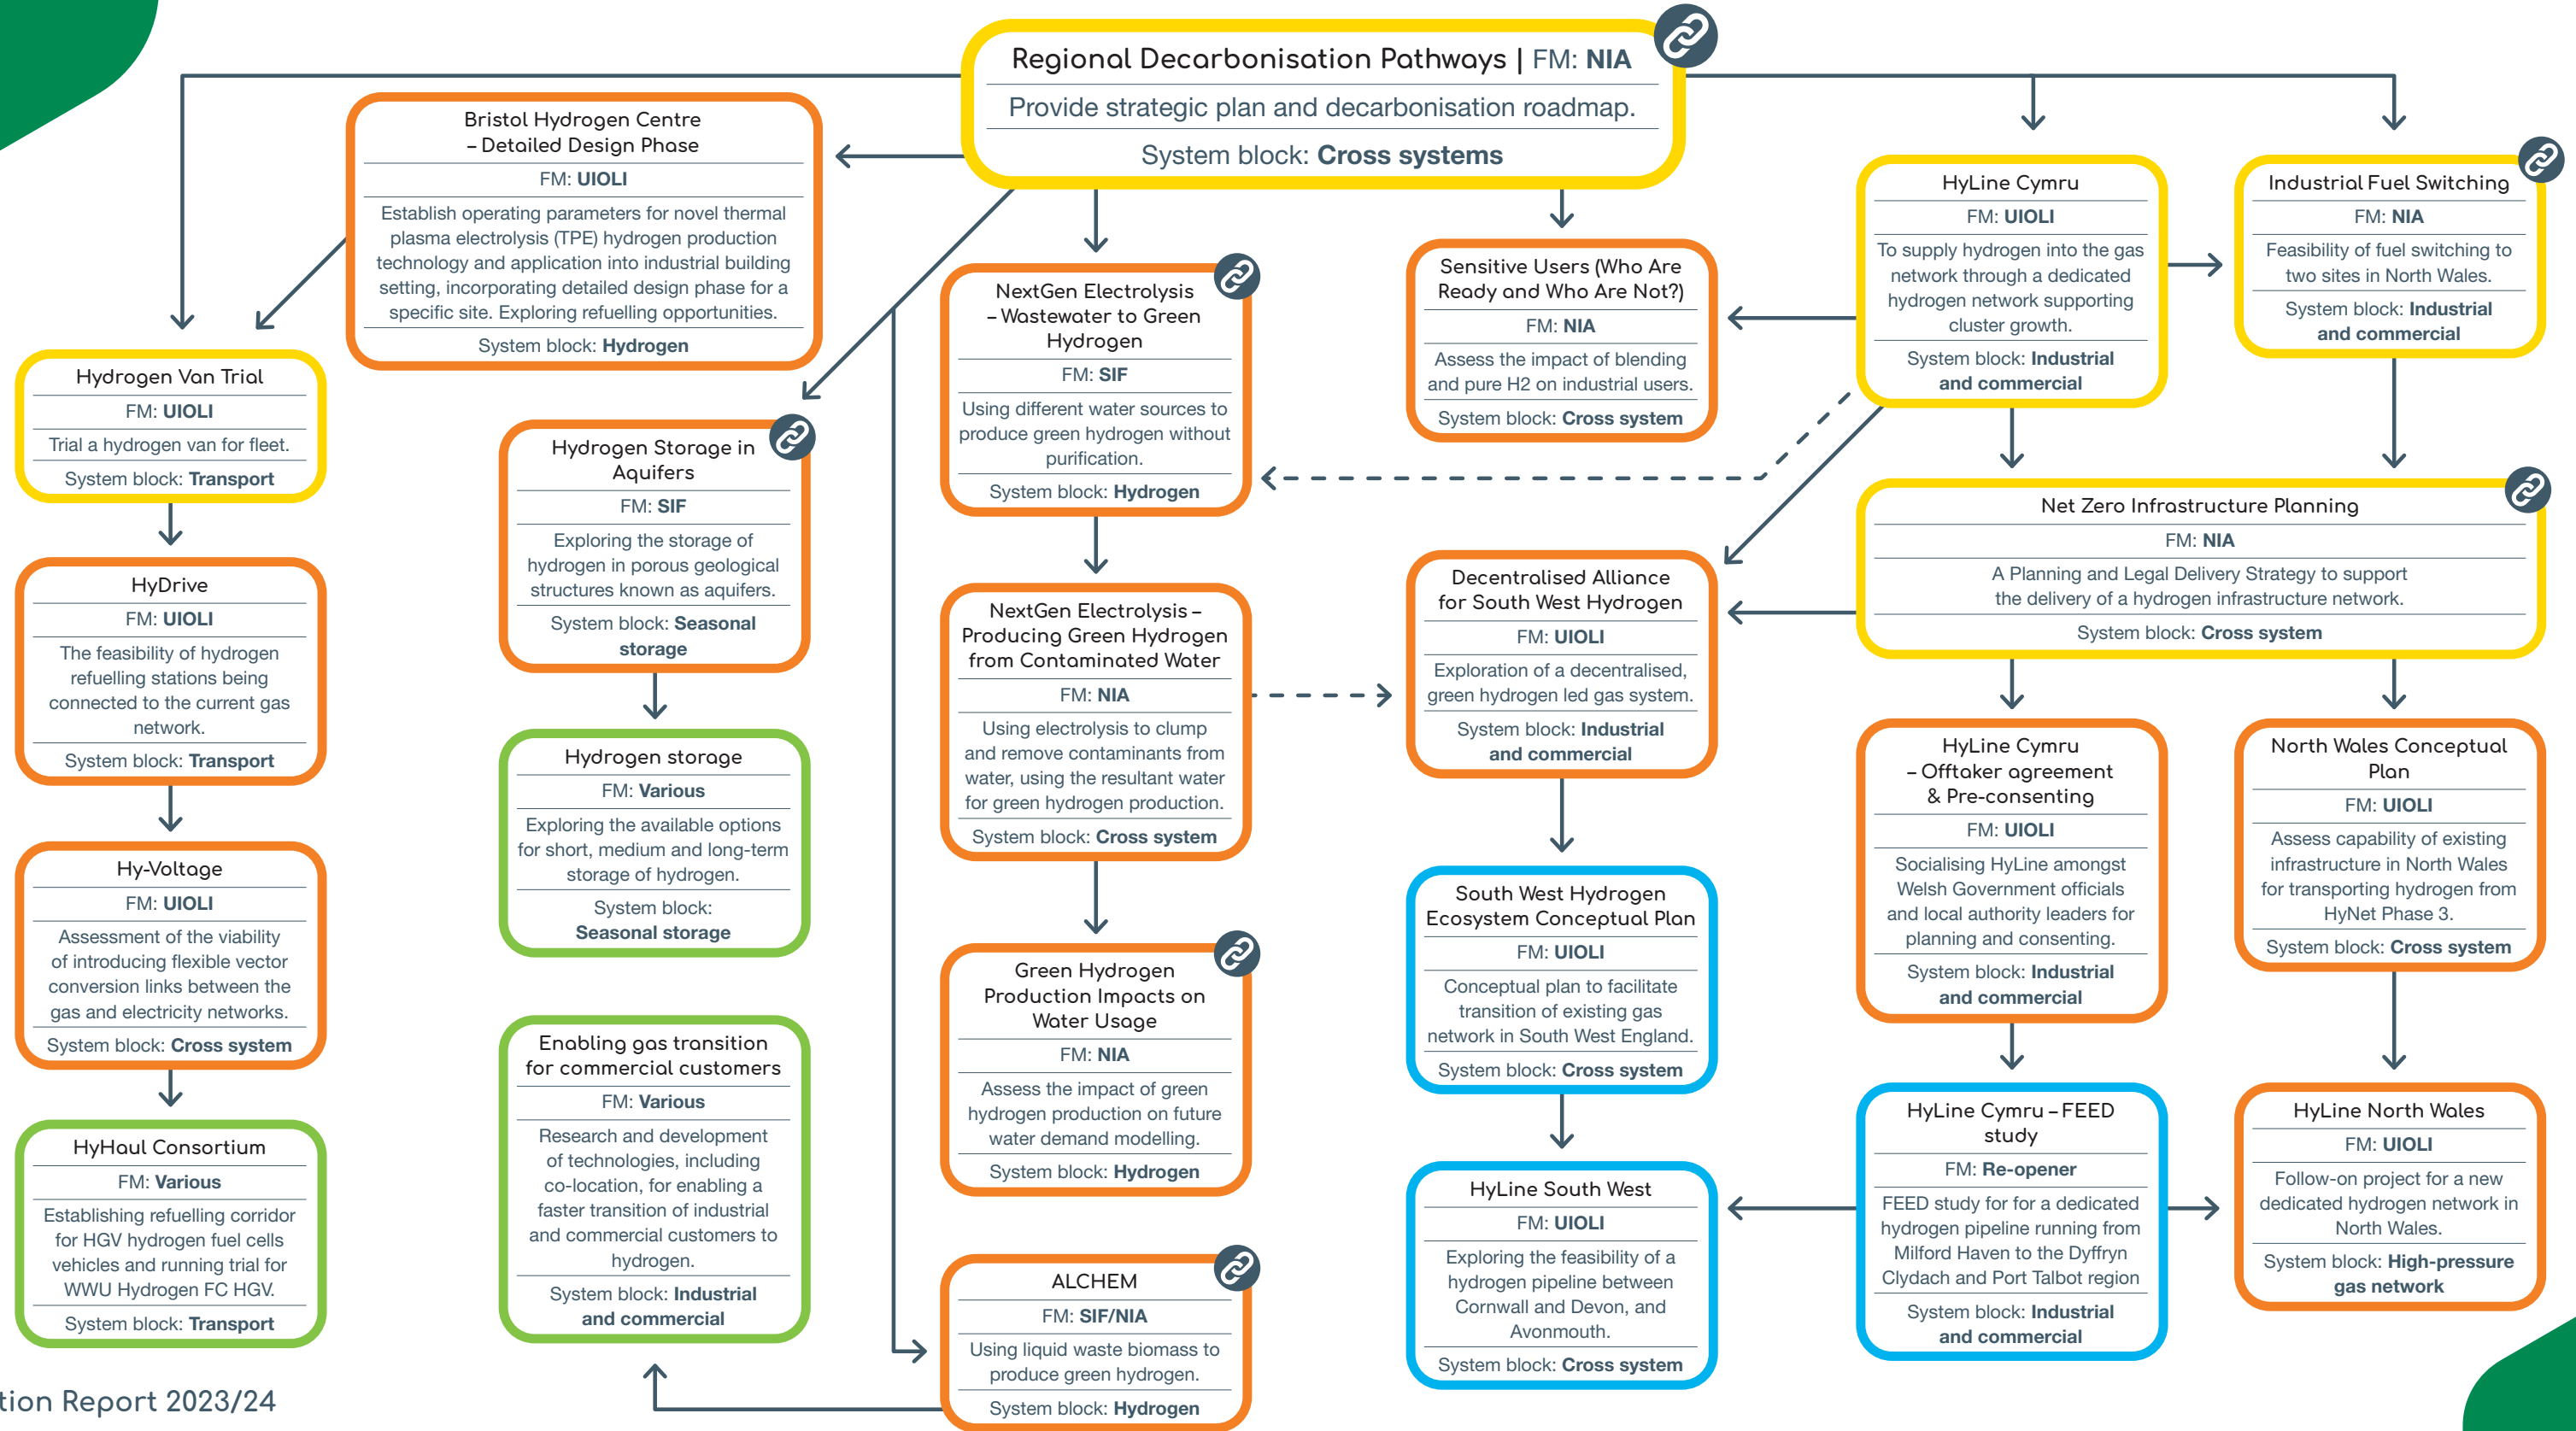 Regional Decarbonisation Pathways | FM: NIA
Provide strategic plan and decarbonisation roadmap.
System block: Cross systems
Bristol Hydrogen Centre
– Detailed Design Phase
FM: UIOLI
Establish operating parameters for novel thermal
plasma electrolysis (TPE) hydrogen production
technology and application into industrial building
setting, incorporating detailed design phase for a
specific site. Exploring refuelling opportunities.
System block: Hydrogen
Hydrogen Van Trial
FM: UIOLI
Trial a hydrogen van for fleet.
System block: Transport
HyDrive
FM: UIOLI
The feasibility of hydrogen
refuelling stations being
connected to the current gas
network.
System block: Transport
Hy-Voltage
FM: UIOLI
Assessment of the viability
of introducing flexible vector
conversion links between the
gas and electricity networks.
System block: Cross system
HyHaul Consortium
FM: Various
Establishing refuelling corridor
for HGV hydrogen fuel cells
vehicles and running trial for
WWU Hydrogen FC HGV.
System block: Transport
Hydrogen Storage in
Aquifers
FM: SIF
Exploring the storage of
hydrogen in porous geological
structures known as aquifers.
System block: Seasonal
storage
Hydrogen storage
FM: Various
Exploring the available options
for short, medium and long-term
storage of hydrogen.
System block:
Seasonal storage
Enabling gas transition
for commercial customers
FM: Various
Research and development
of technologies, including
co-location, for enabling a
faster transition of industrial
and commercial customers to
hydrogen.
System block: Industrial
and commercial
NextGen Electrolysis
– Wastewater to Green
Hydrogen
FM: SIF
Using different water sources to
produce green hydrogen without
purification.
System block: Hydrogen
NextGen Electrolysis –
Producing Green Hydrogen
from Contaminated Water
FM: NIA
Using electrolysis to clump
and remove contaminants from
water, using the resultant water
for green hydrogen production.
System block: Cross system
Green Hydrogen
Production Impacts on
Water Usage
FM: NIA
Assess the impact of green
hydrogen production on future
water demand modelling.
System block: Hydrogen
ALCHEM
FM: SIF/NIA
Using liquid waste biomass to
produce green hydrogen.
System block: Hydrogen
Sensitive Users (Who Are
Ready and Who Are Not?)
FM: NIA
Assess the impact of blending
and pure H2 on industrial users.
System block: Cross system
Decentralised Alliance
for South West Hydrogen
FM: UIOLI
Exploration of a decentralised,
green hydrogen led gas system.
System block: Industrial
and commercial
South West Hydrogen
Ecosystem Conceptual Plan
FM: UIOLI
Conceptual plan to facilitate
transition of existing gas
network in South West England.
System block: Cross system
HyLine South West
FM: UIOLI
Exploring the feasibility of a
hydrogen pipeline between
Cornwall and Devon, and
Avonmouth.
System block: Cross system
HyLine Cymru
FM: UIOLI
To supply hydrogen into the gas
network through a dedicated
hydrogen network supporting
cluster growth.
System block: Industrial
and commercial
Industrial Fuel Switching
FM: NIA
Feasibility of fuel switching to
two sites in North Wales.
System block: Industrial
and commercial
Net Zero Infrastructure Planning
FM: NIA
A Planning and Legal Delivery Strategy to support
the delivery of a hydrogen infrastructure network.
System block: Cross system
HyLine Cymru
– Offtaker agreement
& Pre-consenting
FM: UIOLI
Socialising HyLine amongst
Welsh Government officials
and local authority leaders for
planning and consenting.
System block: Industrial
and commercial
North Wales Conceptual
Plan
FM: UIOLI
Assess capability of existing
infrastructure in North Wales
for transporting hydrogen from
HyNet Phase 3.
System block: Cross system
HyLine Cymru – FEED
study
FM: Re-opener
FEED study for for a dedicated
hydrogen pipeline running from
Milford Haven to the Dyffryn
Clydach and Port Talbot region
System block: Industrial
and commercial
HyLine North Wales
FM: UIOLI
Follow-on project for a new
dedicated hydrogen network in
North Wales.
System block: High-pressure
gas network
tion Report 2023/24